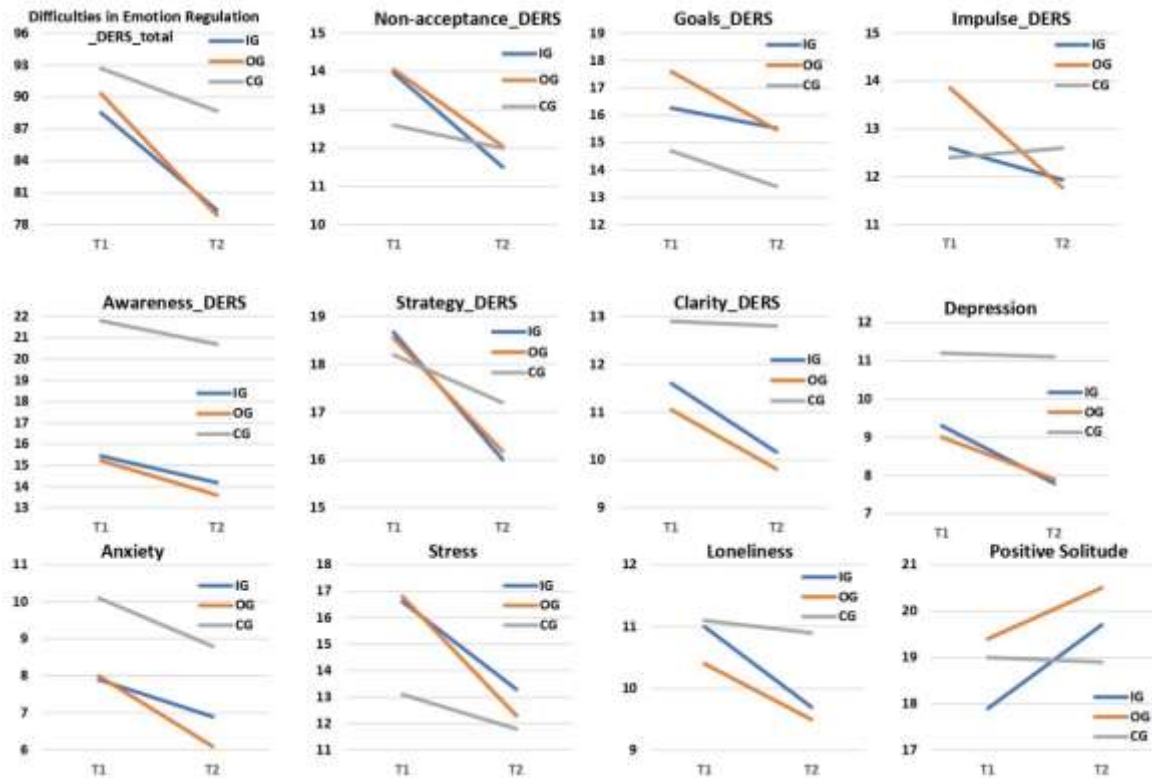 Difficulties in Emotion Regulation
_DERS_total
96
93
90
87
84
81
78
IG
OG
CG
T1 T2
Non-acceptance_DERS
15
14
13
12
11
10
IG
OG
CG
T1 T2
Goals_DERS
19
18
17
16
15
14
13
12
IG
OG
CG
T1 T2
Impulse_DERS
15
14
13
12
11
IG
OG
CG
T1 T2
Awareness_DERS
22
21
20
19
18
17
16
15
14
13
IG
OG
CG
T1 T2
Strategy_DERS
19
18
17
16
15
IG
OG
CG
T1 T2
Clarity_DERS
13
12
11
10
9
IG
OG
CG
T1 T2
Depression
12
11
10
9
8
7
IG
OG
CG
T1 T2
Anxiety
11
10
9
8
7
6
IG
OG
CG
T1 T2
Stress
18
17
16
15
14
13
12
11
IG
OG
CG
T1 T2
Loneliness
12
11
10
9
IG
OG
CG
T1 T2
Positive Solitude
21
20
19
18
17
IG
OG
CG
T1 T2